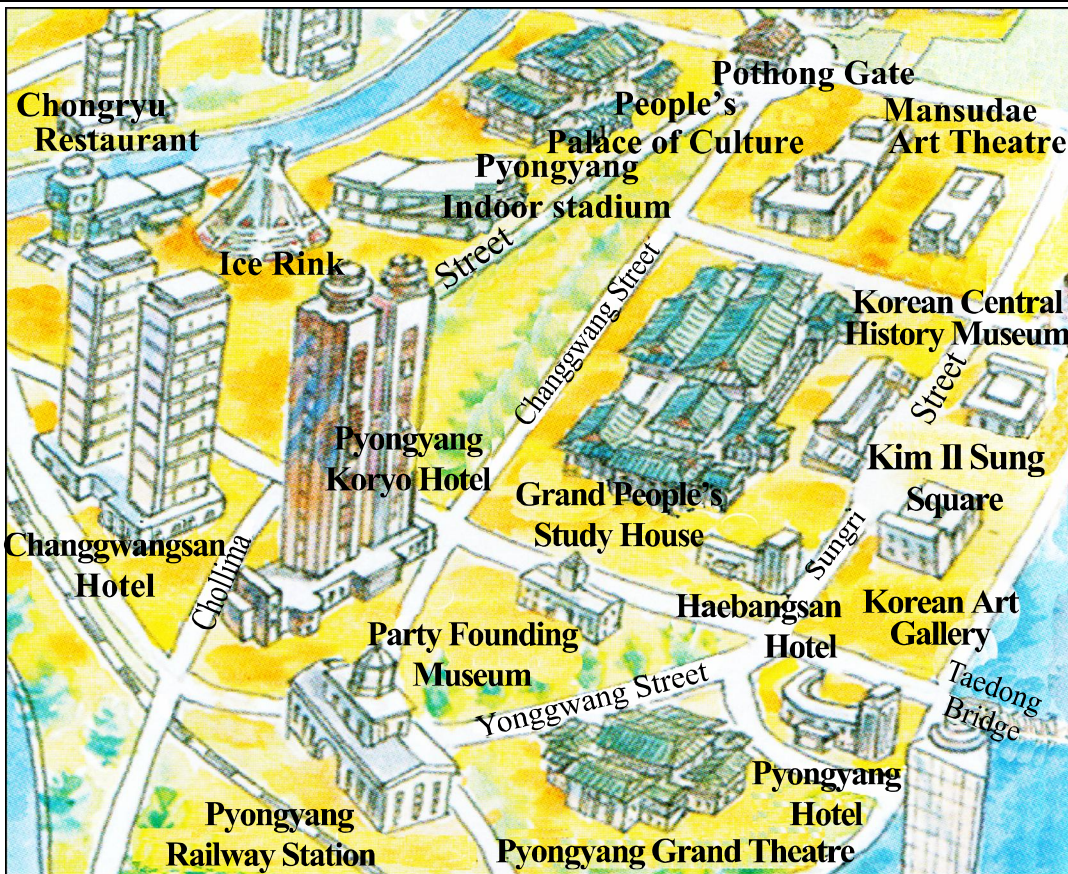 Pothong Gate
Chongryu
Restaurant
People's
Palace of Culture
Mansudae
Art Theatre
Pyongyang
Indoor stadium
Ice Rink
Street
Changgwang Street
Korean Central
History Museum
Street
Pyongyang
Koryo Hotel
Kim Il Sung
Square
Grand People's
Study House
Changgwangsan
Hotel
Chollima
Sungri
Haebangsan
Hotel
Korean Art
Gallery
Party Founding
Museum
Yonggwang Street
Taedong
Bridge
Pyongyang
Hotel
Pyongyang
Railway Station
Pyongyang Grand Theatre